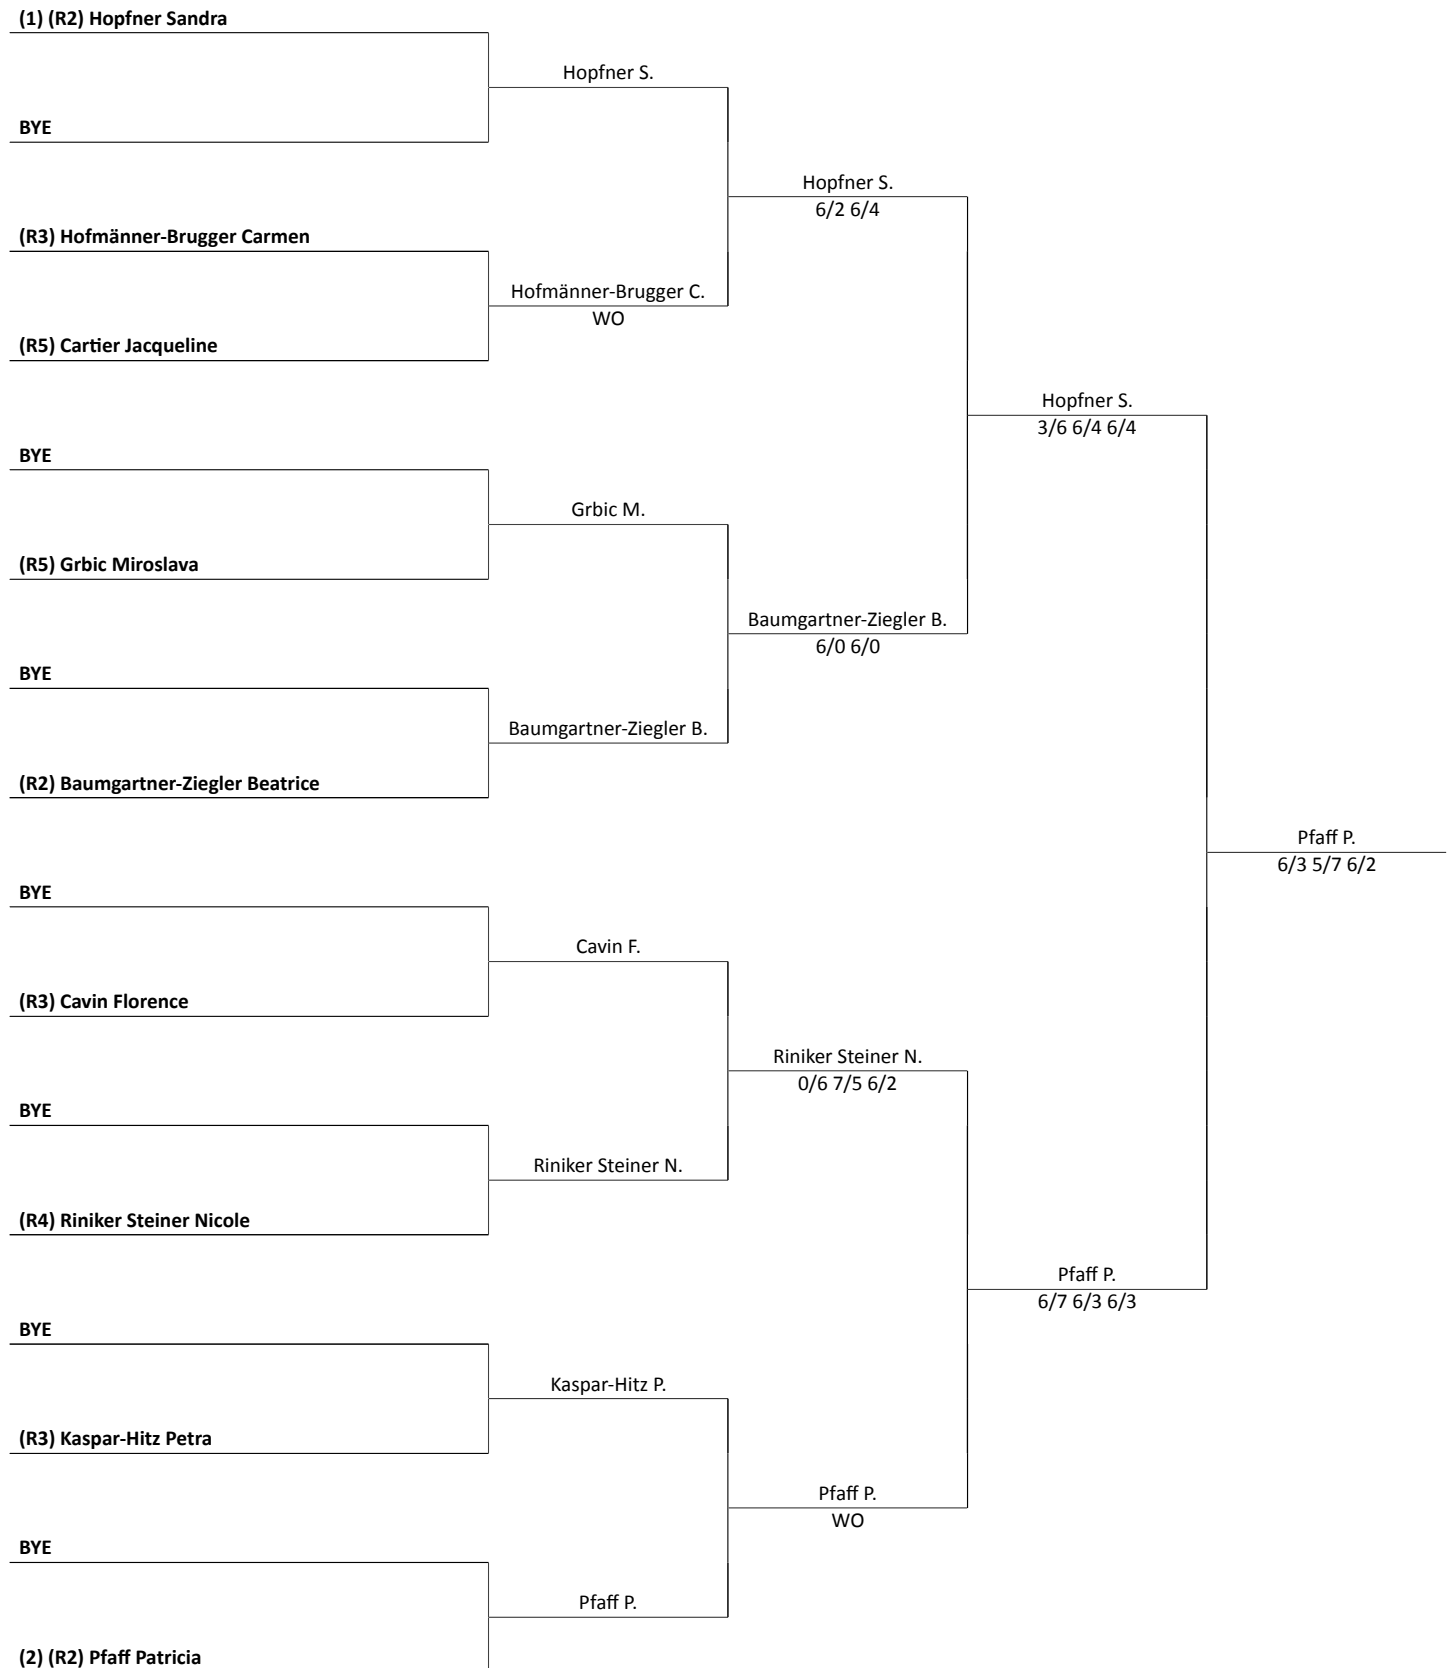 (1) (R2) Hopfner Sandra
Hopfner S.
BYE
Hopfner S.
6/2 6/4
(R3) Hofmänner-Brugger Carmen
Hofmänner-Brugger C.
WO
(R5) Cartier Jacqueline
Hopfner S.
3/6 6/4 6/4
BYE
Grbic M.
(R5) Grbic Miroslava
Baumgartner-Ziegler B.
6/0 6/0
BYE
Baumgartner-Ziegler B.
(R2) Baumgartner-Ziegler Beatrice
Pfaff P.
6/3 5/7 6/2
BYE
Cavin F.
(R3) Cavin Florence
Riniker Steiner N.
0/6 7/5 6/2
BYE
Riniker Steiner N.
(R4) Riniker Steiner Nicole
Pfaff P.
6/7 6/3 6/3
BYE
Kaspar-Hitz P.
(R3) Kaspar-Hitz Petra
Pfaff P.
WO
BYE
Pfaff P.
(2) (R2) Pfaff Patricia